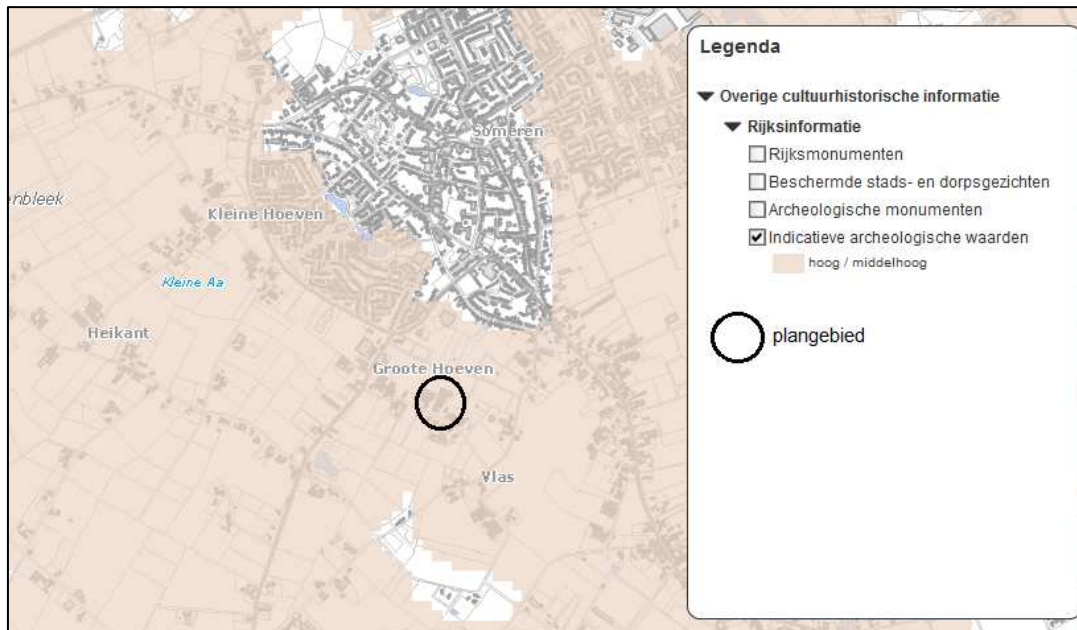 Someren
enbleek
Kleine Hoeven
Kleine Aa
Heikant
Groote Hoeven
Vlas
Legenda
Overige cultuurhistorische informatie
Rijksinformatie
Rijksmonumenten
Beschermde stads- en dorpsgezichten
Archeologische monumenten
Indicatieve archeologische waarden
hoog / middelhoog
plangebied